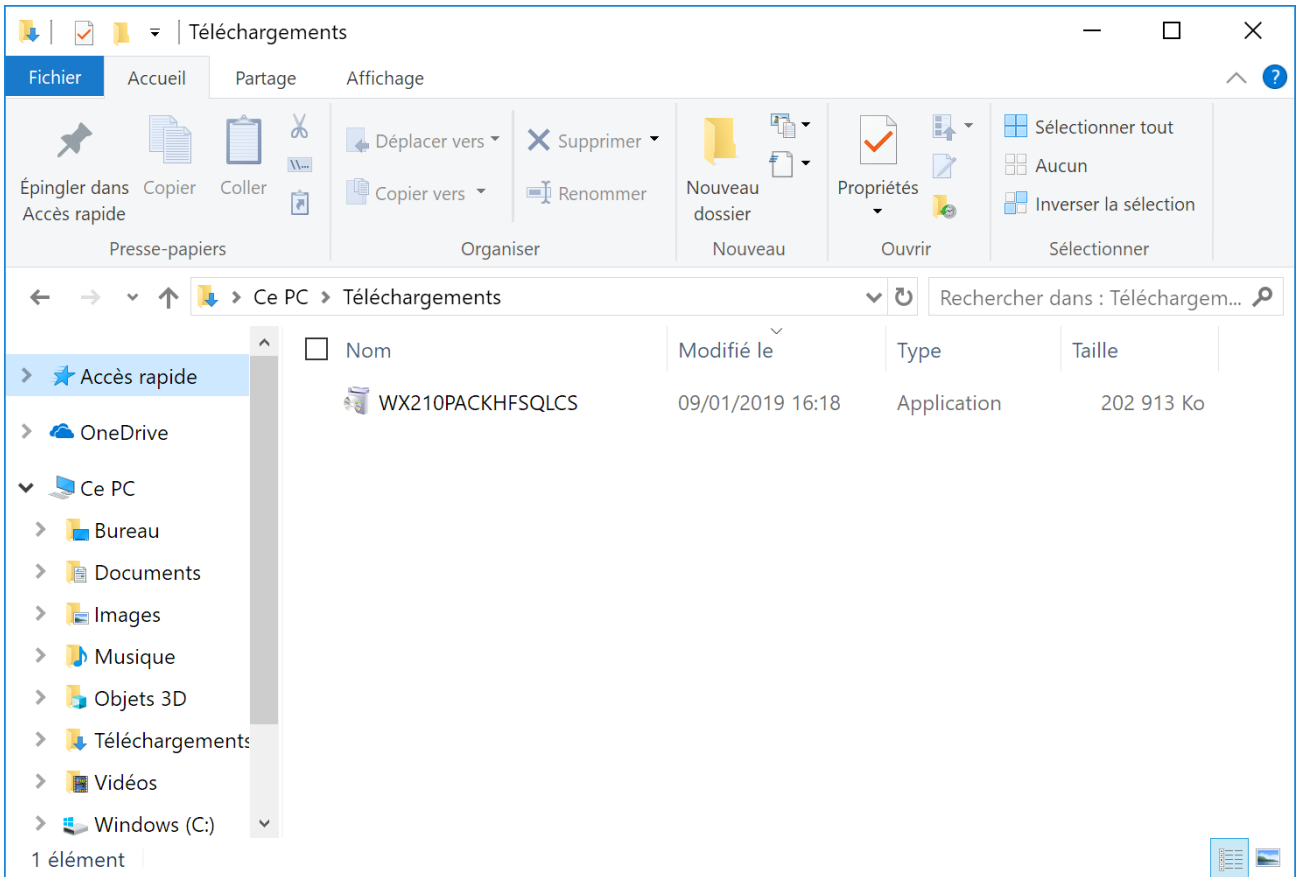 Téléchargements
Fichier Accueil Partage Affichage
?
Épingler dans
Accès rapide
Copier
Coller
\\...
Presse-papiers
Déplacer vers
Copier vers
Supprimer
Renommer
Organiser
Nouveau
dossier
Nouveau
Propriétés
Ouvrir
Sélectionner tout
Aucun
Inverser la sélection
Sélectionner
Ce PC Téléchargements
Rechercher dans : Téléchargem...
Accès rapide
OneDrive
Ce PC
Bureau
Documents
Images
Musique
Objets 3D
Téléchargements
Vidéos
Windows (C:)
Nom Modifié le Type Taille
WX210PACKHFSQLCS 09/01/2019 16:18 Application 202 913 Ko
1 élément